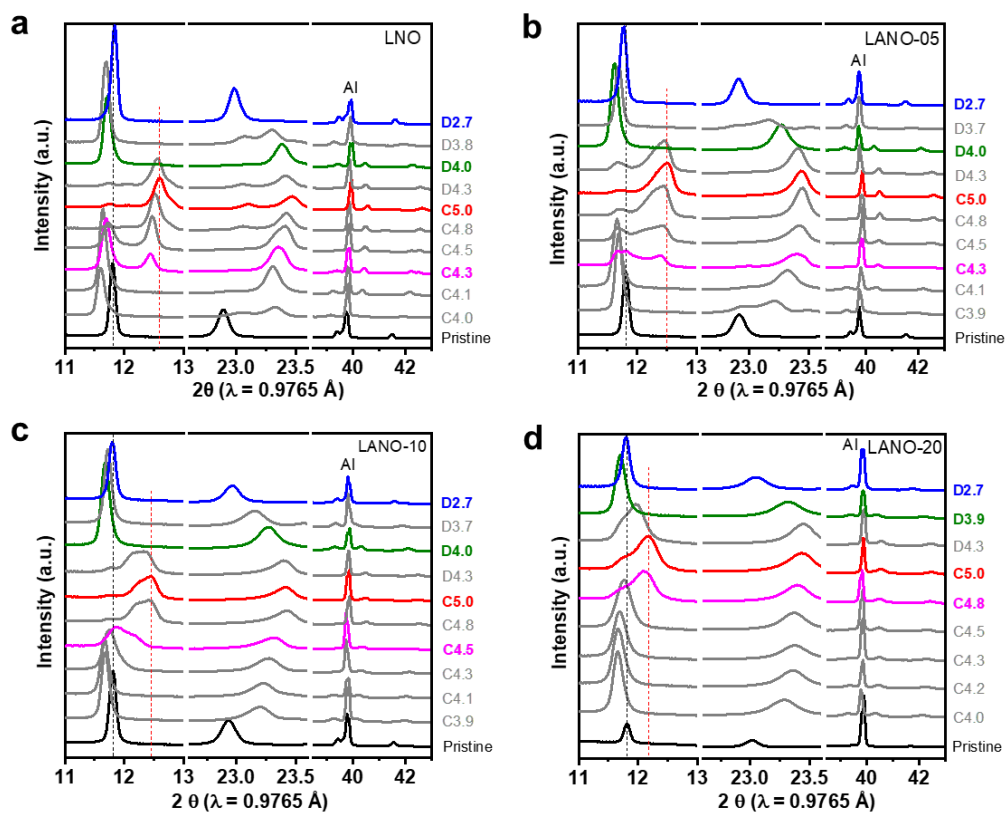 a
LNO
Al
D2.7
D3.8
D4.0
D4.3
C5.0
C4.8
C4.5
C4.3
C4.1
C4.0
Pristine
Intensity (a.u.)
11 12 13 23.0 23.5 40 42
2θ (λ = 0.9765 Å)
b
LANO-05
Al
D2.7
D3.7
D4.0
D4.3
C5.0
C4.8
C4.5
C4.3
C4.1
C3.9
Pristine
Intensity (a.u.)
11 12 13 23.0 23.5 40 42
2 θ (λ = 0.9765 Å)
c
LANO-10
Al
D2.7
D3.7
D4.0
D4.3
C5.0
C4.8
C4.5
C4.3
C4.1
C3.9
Pristine
Intensity (a.u.)
11 12 13 23.0 23.5 40 42
2 θ (λ = 0.9765 Å)
d
Al LANO-20
D2.7
D3.9
D4.3
C5.0
C4.8
C4.5
C4.3
C4.2
C4.0
Pristine
Intensity (a.u.)
11 12 13 23.0 23.5 40 42
2 θ (λ = 0.9765 Å)